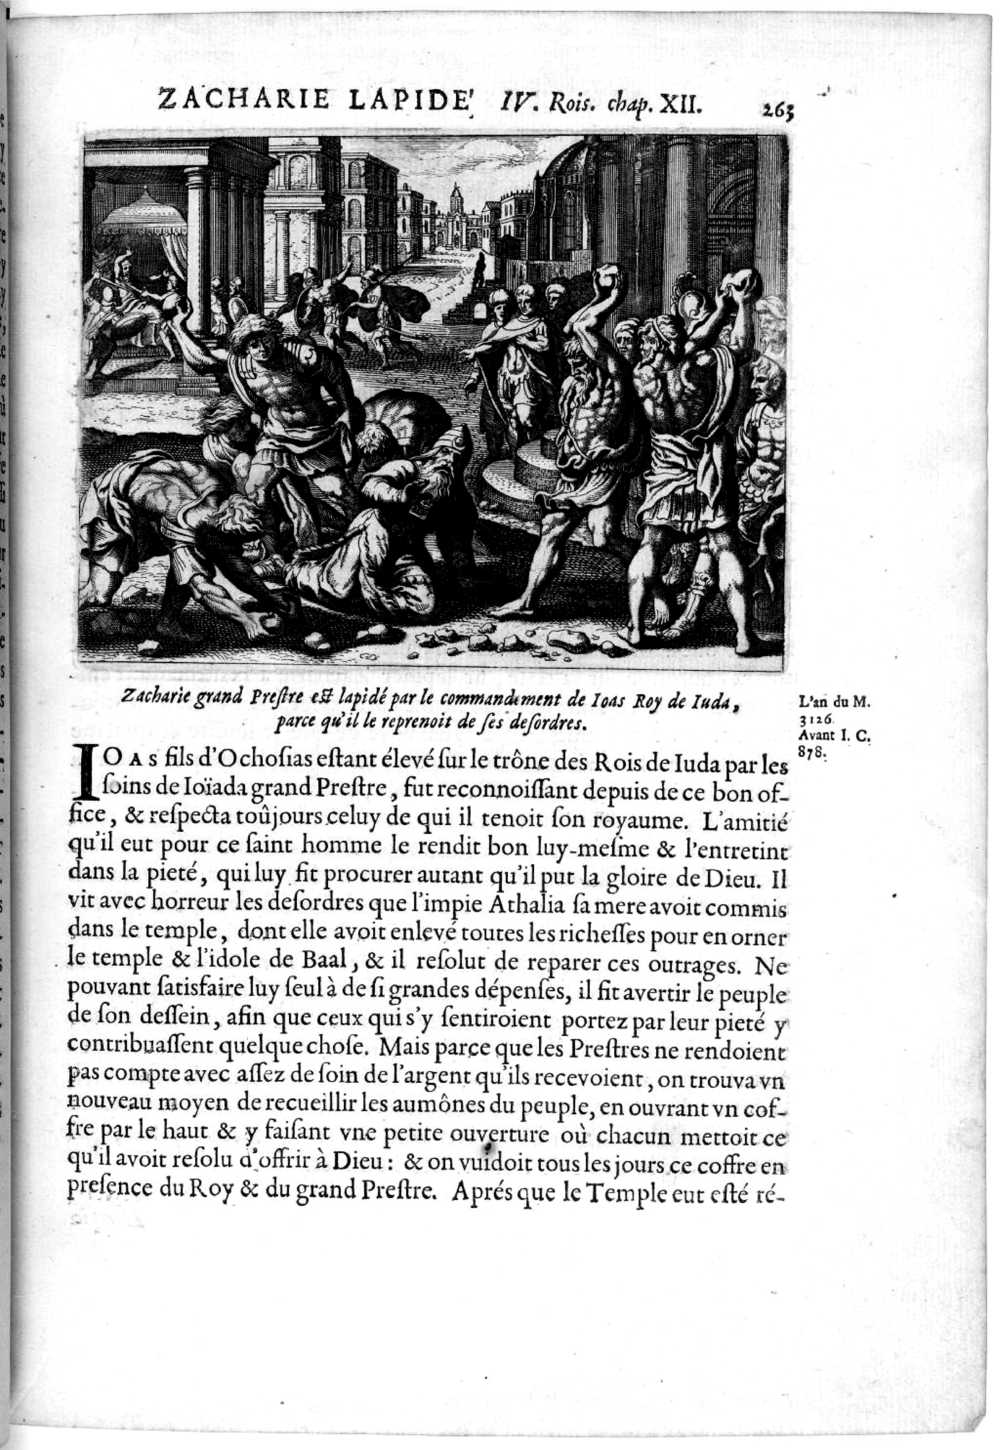 ZACHARIE LAPIDE' IV. Rois. chap. XII. 263
Zacharie grand Preſtre eſt lapidé par le commandement de Ioas Roy de Iuda,
parce qu'il le reprenoit de ſes deſordres.
L'an du M.
3126.
Avant I. C.
878.
IOAS fils d'Ochoſias eſtant élevé ſur le trône des Rois de Iuda par les
ſoins de Ioïada grand Preſtre, fut reconnoiſſant depuis de ce bon of-
fice, & reſpecta toûjours celuy de qui il tenoit ſon royaume. L'amitié
qu'il eut pour ce ſaint homme le rendit bon luy-meſme & l'entretint
dans la pieté, qui luy fit procurer autant qu'il put la gloire de Dieu. Il
vit avec horreur les deſordres que l'impie Athalia ſa mere avoit commis
dans le temple, dont elle avoit enlevé toutes les richeſſes pour en orner
le temple & l'idole de Baal, & il reſolut de reparer ces outrages. Ne
pouvant ſatisfaire luy ſeul à de ſi grandes dépenſes, il fit avertir le peuple
de ſon deſſein, afin que ceux qui s'y ſentiroient portez par leur pieté y
contribuaſſent quelque choſe. Mais parce que les Preſtres ne rendoient
pas compte avec aſſez de ſoin de l'argent qu'ils recevoient, on trouva vn
nouveau moyen de recueillir les aumônes du peuple, en ouvrant vn cof-
fre par le haut & y faiſant vne petite ouverture où chacun mettoit ce
qu'il avoit reſolu d'offrir à Dieu : & on vuidoit tous les jours ce coffre en
preſence du Roy & du grand Preſtre. Aprés que le Temple eut eſté ré-